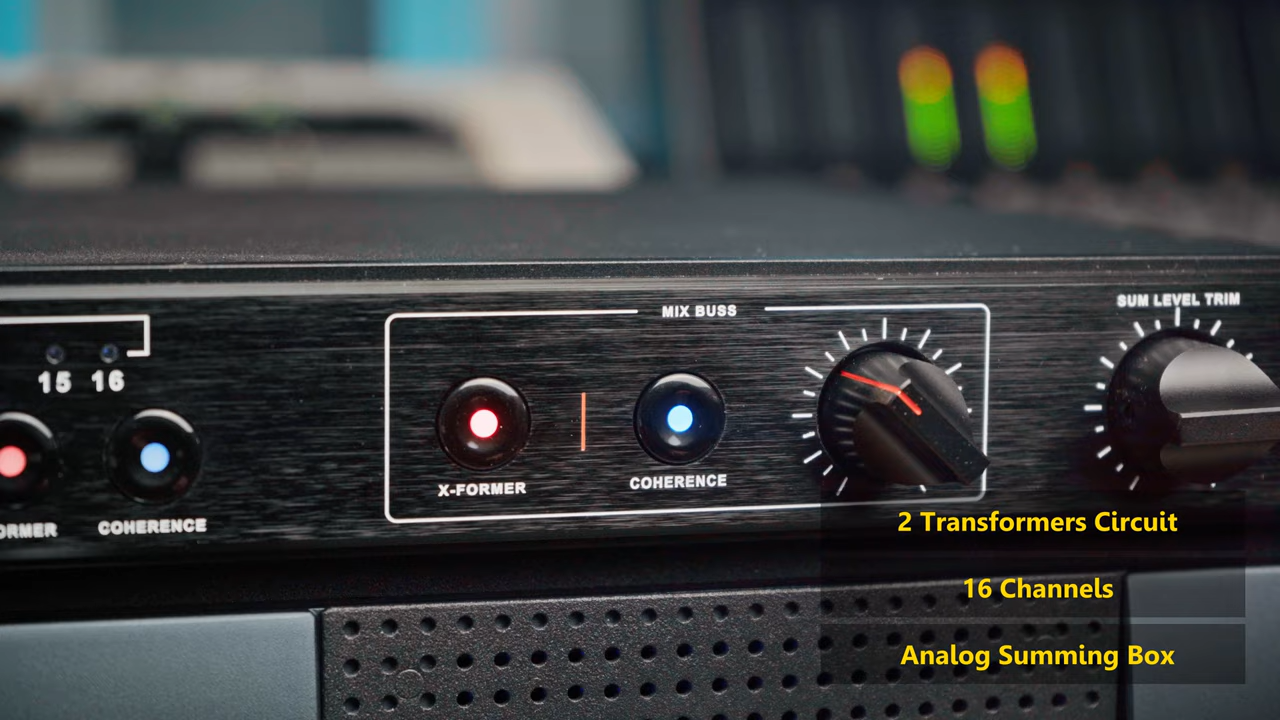 MIX BUSS
SUM LEVEL TRIM
15 16
X-FORMER
COHERENCE
ORMER
COHERENCE
2 Transformers Circuit
16 Channels
Analog Summing Box